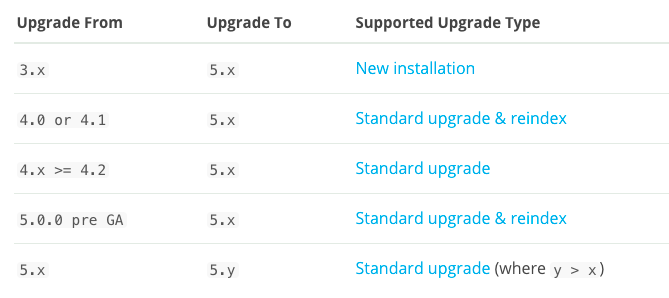 Upgrade From Upgrade To Supported Upgrade Type
3.x 5.x New installation
4.0 or 4.1 5.x Standard upgrade & reindex
4.x >= 4.2 5.x Standard upgrade
5.0.0 pre GA 5.x Standard upgrade & reindex
5.x 5.y Standard upgrade (where y > x)